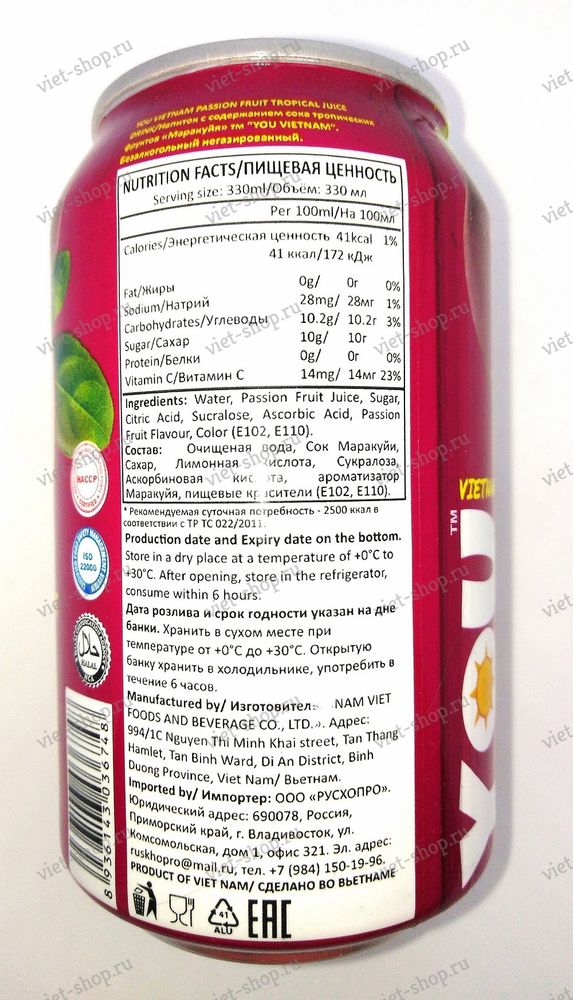 YOU VIETNAM PASSION FRUIT TROPICAL JUICE
DRINK/Напиток с содержанием сока тропических
фруктов «Маракуйя» тм "YOU VIETNAM".
Безалкогольный негазированный.
NUTRITION FACTS/ПИЩЕВАЯ ЦЕННОСТЬ
Serving size: 330ml/Объём: 330 мл
Per 100ml/На 100мл
Calories/Энергетическая ценность 41kcal 1%
41 ккал/172 кДж
Fat/Жиры 0g/ 0г 0%
Sodium/Натрий 28mg/ 28мг 1%
Carbohydrates/Углеводы 10.2g/ 10.2г 3%
Sugar/Сахар 10g/ 10г
Protein/Белки 0g/ 0г 0%
Vitamin C/Витамин С 14mg/ 14мг 23%
Ingredients: Water, Passion Fruit Juice, Sugar,
Citric Acid, Sucralose, Ascorbic Acid, Passion
Fruit Flavour, Color (E102, E110).
Состав: Очищеная вода, Сок Маракуйи,
Сахар, Лимонная кислота, Сукралоза,
Аскорбиновая кислота, ароматизатор
Маракуйя, пищевые красители (E102, E110).
* Рекомендуемая суточная потребность - 2500 ккал в
соответствии с ТР ТС 022/2011.
Production date and Expiry date on the bottom.
Store in a dry place at a temperature of +0°C to
+30°C. After opening, store in the refrigerator,
consume within 6 hours.
Дата розлива и срок годности указан на дне
банки. Хранить в сухом месте при
температуре от +0°C до +30°C. Открытую
банку хранить в холодильнике, употребить в
течение 6 часов.
Manufactured by/ Изготовитель: NAM VIET
FOODS AND BEVERAGE CO., LTD.». Адрес:
994/1C Nguyen Thi Minh Khai street, Tan Thang
Hamlet, Tan Binh Ward, Di An District, Binh
Duong Province, Viet Nam/ Вьетнам.
Imported by/ Импортер: ООО «РУСХОПРО».
Юридический адрес: 690078, Россия,
Приморский край, г. Владивосток, ул.
Комсомольская, дом 1, офис 321. Эл. адрес:
ruskhopro@mail.ru, тел. +7 (984) 150-19-96.
PRODUCT OF VIET NAM/ СДЕЛАНО ВО ВЬЕТНАМЕ
41
ALU
EAC
HACCP
ISO
22000
HALAL
8 936143 036748
VIETNA
YOU
TM
viet-shop.ru